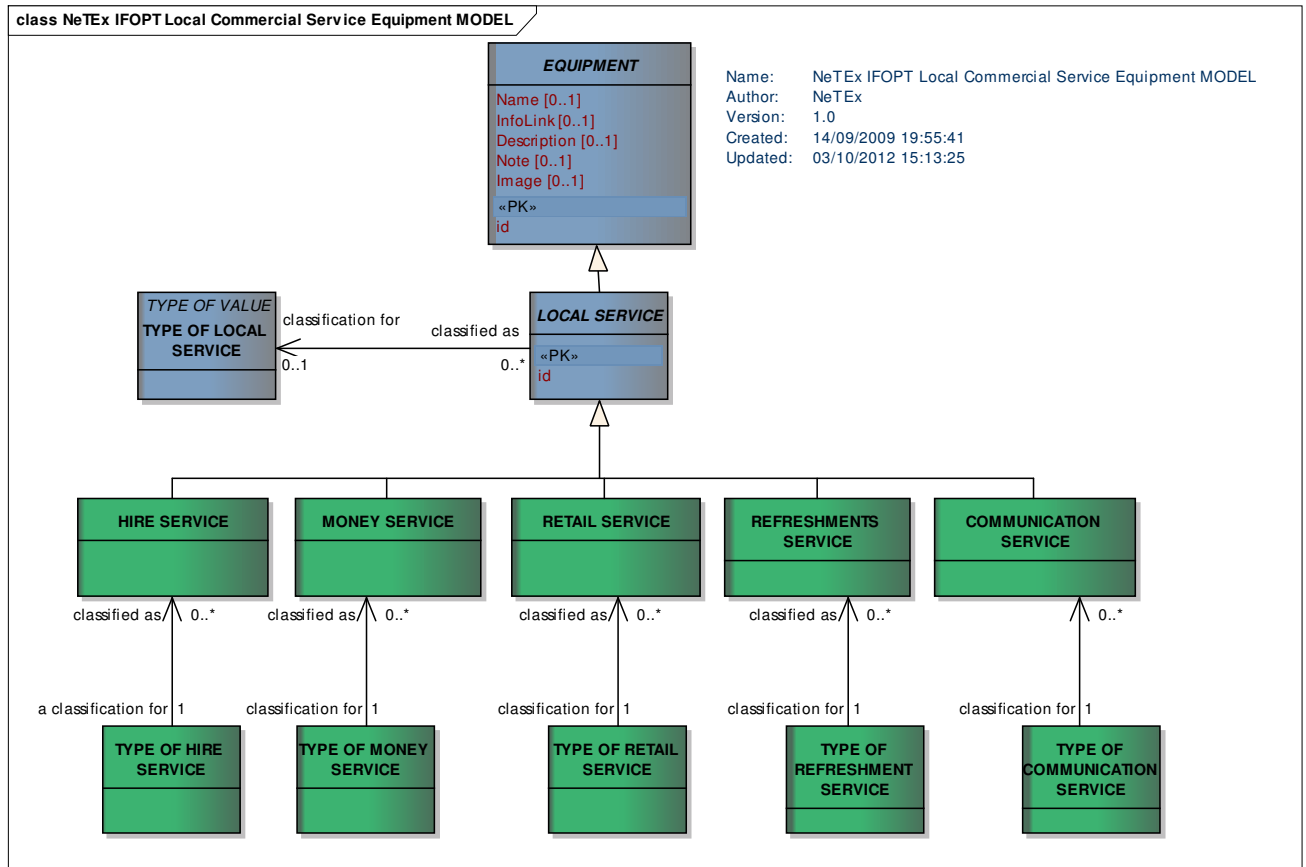 class NeTEx IFOPT Local Commercial Service Equipment MODEL
EQUIPMENT
Name [0..1]
InfoLink [0..1]
Description [0..1]
Note [0..1]
Image [0..1]
«PK»
id
Name: NeTEx IFOPT Local Commercial Service Equipment MODEL
Author: NeTEx
Version: 1.0
Created: 14/09/2009 19:55:41
Updated: 03/10/2012 15:13:25
TYPE OF VALUE
TYPE OF LOCAL
SERVICE
classification for
0..1
classified as
0..*
LOCAL SERVICE
«PK»
id
HIRE SERVICE
MONEY SERVICE
RETAIL SERVICE
REFRESHMENTS
SERVICE
COMMUNICATION
SERVICE
classified as 0..*
classified as 0..*
classified as 0..*
classified as 0..*
classified as 0..*
a classification for 1
classification for 1
classification for 1
classification for 1
classification for 1
TYPE OF HIRE
SERVICE
TYPE OF MONEY
SERVICE
TYPE OF RETAIL
SERVICE
TYPE OF
REFRESHMENT
SERVICE
TYPE OF
COMMUNICATION
SERVICE